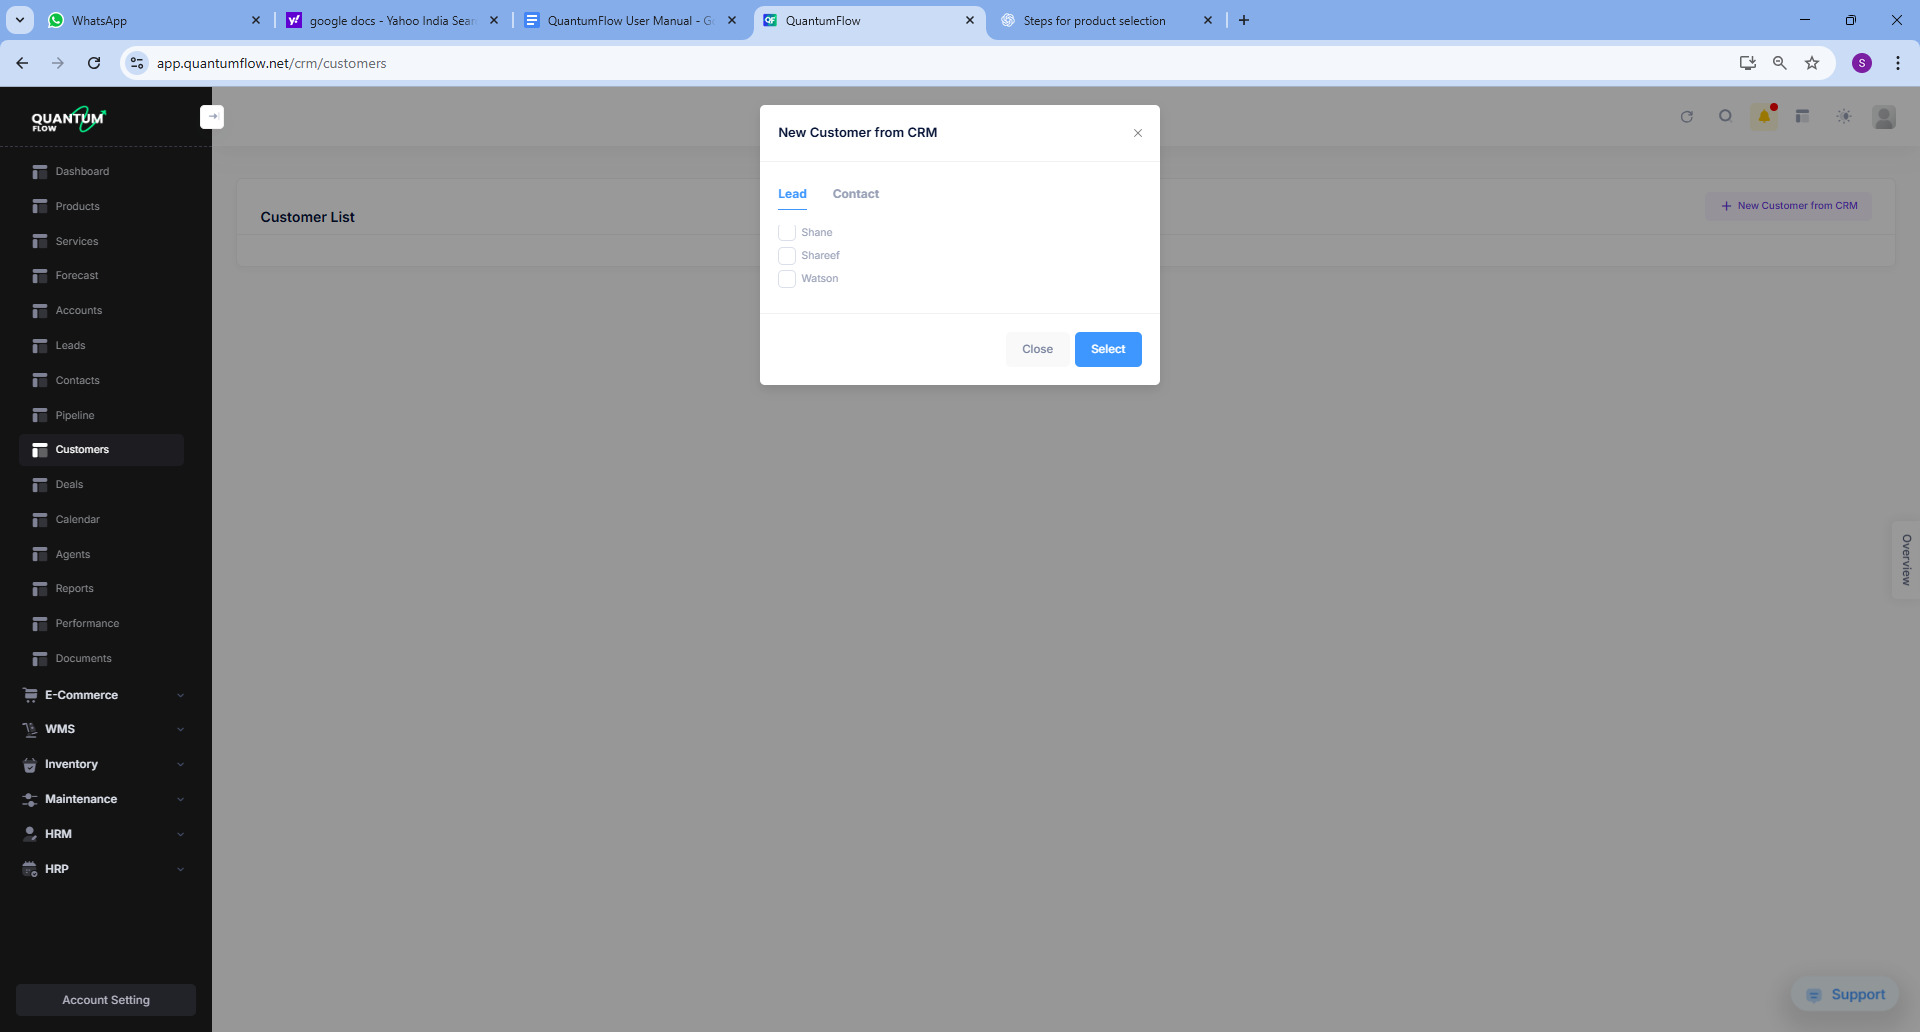 WhatsApp
google docs - Yahoo India Sear
QuantumFlow User Manual - G
QuantumFlow
Steps for product selection
app.quantumflow.net/crm/customers
S
QUANTUM
FLOW
Dashboard
Products
Services
Forecast
Accounts
Leads
Contacts
Pipeline
Customers
Deals
Calendar
Agents
Reports
Performance
Documents
E-Commerce
WMS
Inventory
Maintenance
HRM
HRP
Account Setting
Customer List
New Customer from CRM
New Customer from CRM
Lead Contact
Shane
Shareef
Watson
Close Select
Overview
Support